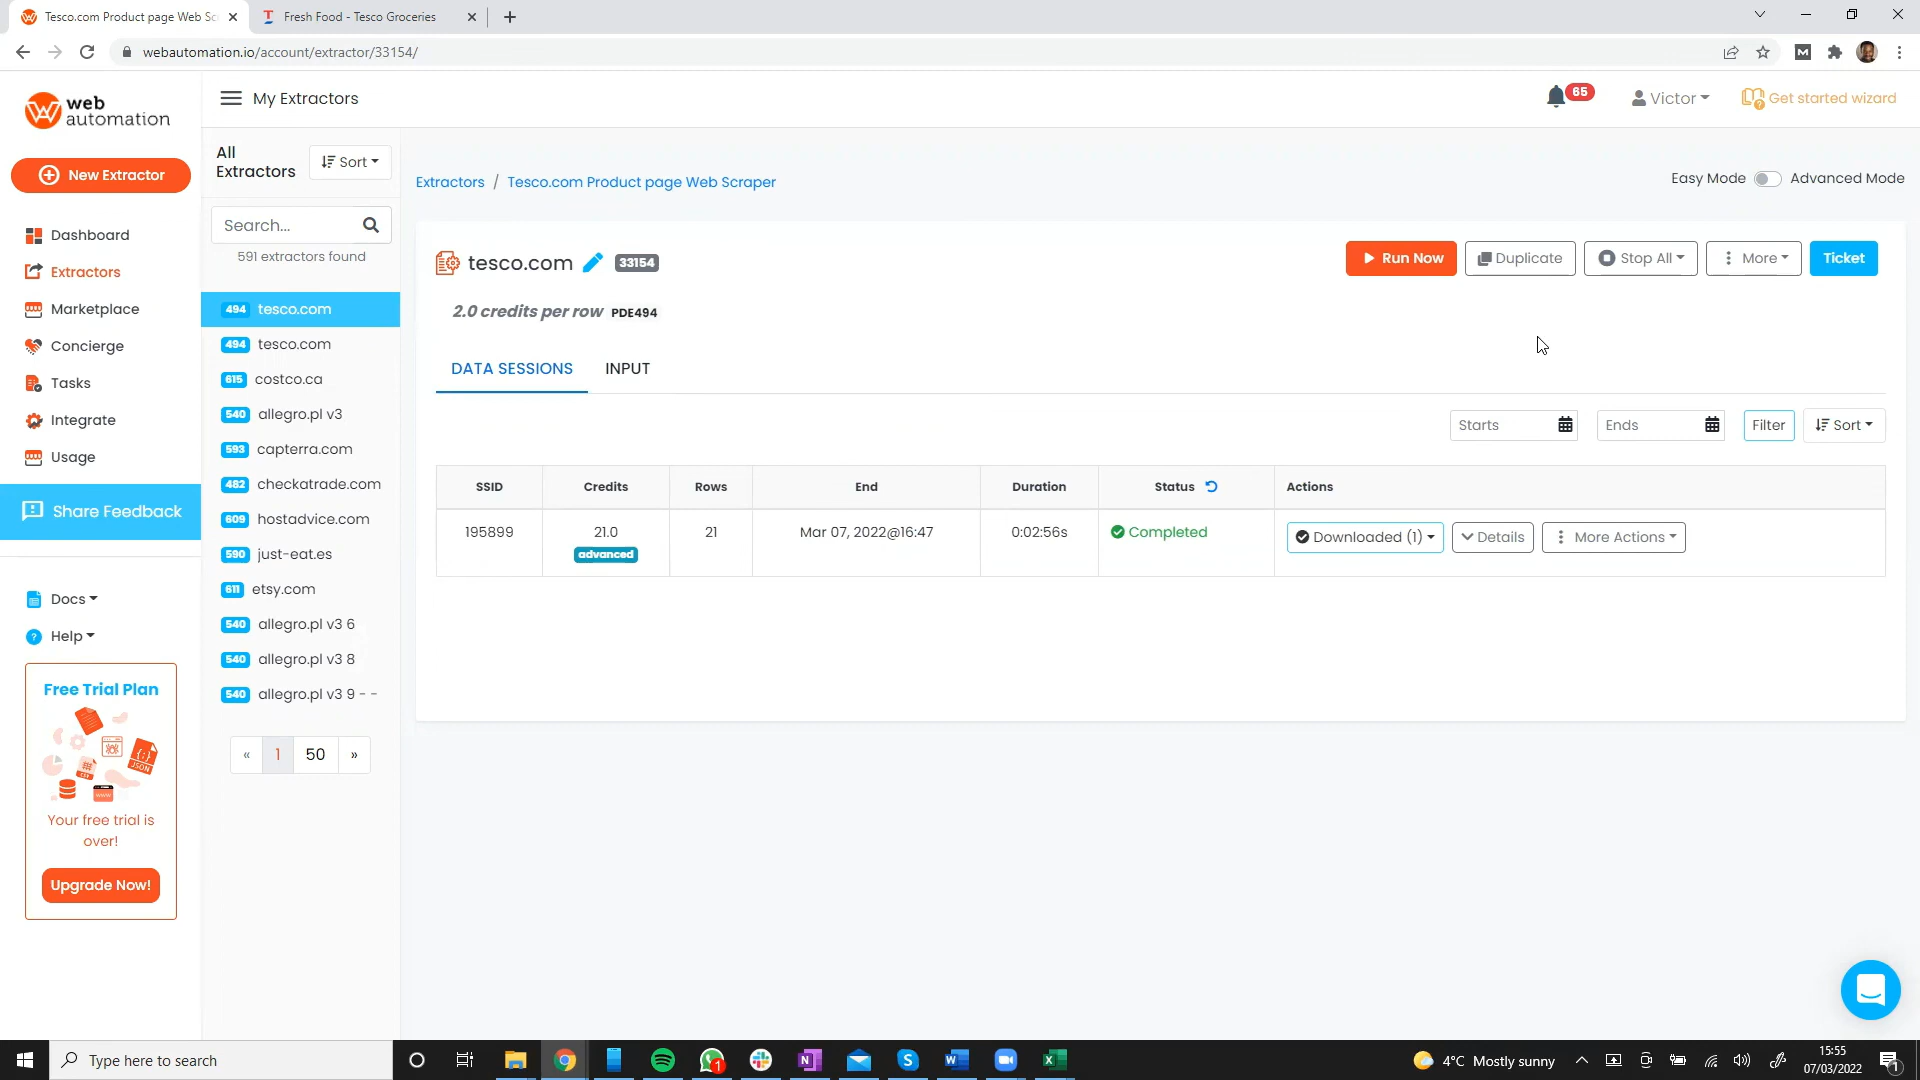 Tesco.com Product page Web Sc
Fresh Food - Tesco Groceries
webautomation.io/account/extractor/33154/
web
automation
My Extractors
65
Victor
Get started wizard
New Extractor
Dashboard
Extractors
Marketplace
Concierge
Tasks
Integrate
Usage
Share Feedback
Docs
Help
Free Trial Plan
JSON
Your free trial is
over!
Upgrade Now!
All
Extractors
Sort
Search...
591 extractors found
494 tesco.com
494 tesco.com
615 costco.ca
540 allegro.pl v3
593 capterra.com
482 checkatrade.com
609 hostadvice.com
590 just-eat.es
611 etsy.com
540 allegro.pl v3 6
540 allegro.pl v3 8
540 allegro.pl v3 9 - -
« 1 50 »
Extractors / Tesco.com Product page Web Scraper
Easy Mode Advanced Mode
tesco.com 33154
Run Now Duplicate Stop All More Ticket
2.0 credits per row PDE494
DATA SESSIONS INPUT
Starts Ends Filter Sort
SSID Credits Rows End Duration Status Actions
195899 21.0 21 Mar 07, 2022@16:47 0:02:56s Completed Downloaded (1) Details More Actions
advanced
Type here to search
4°C Mostly sunny
15:55
07/03/2022
1